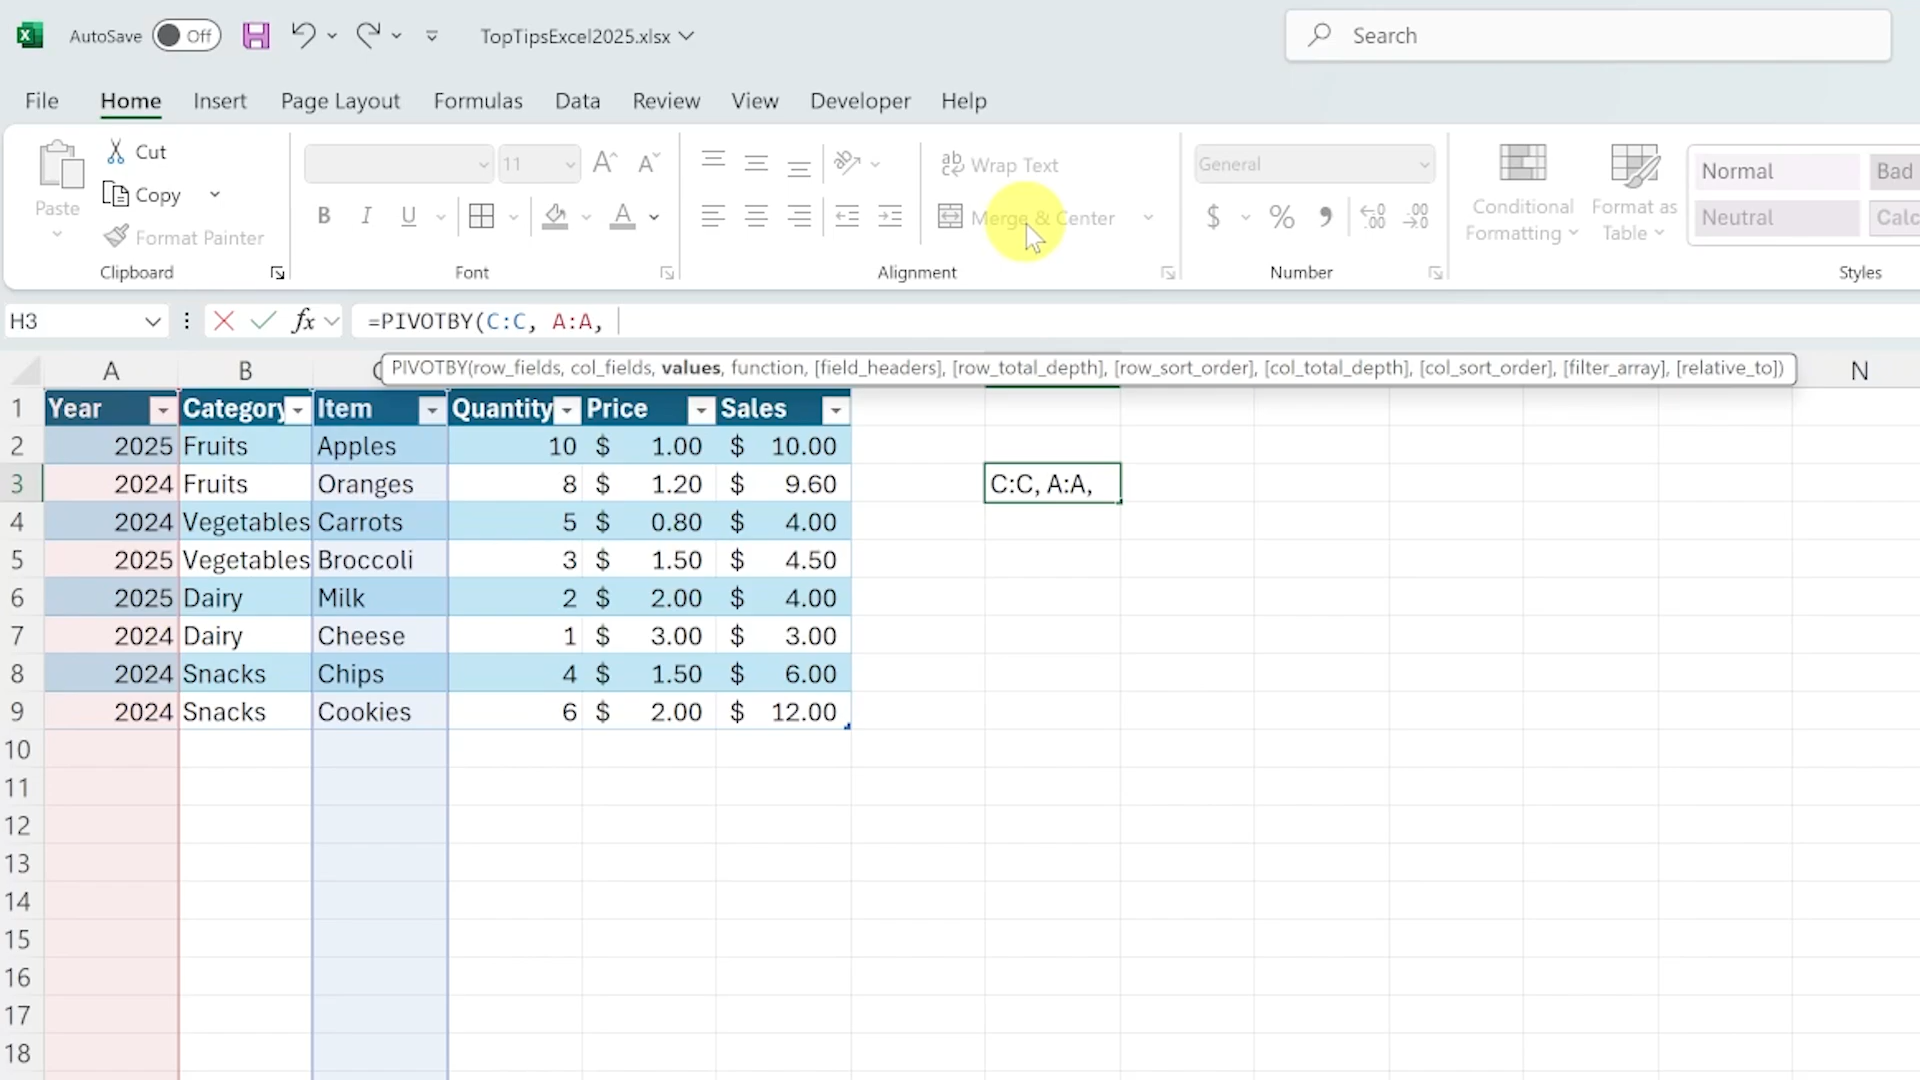 AutoSave Off TopTipsExcel2025.xlsx Search
File Home Insert Page Layout Formulas Data Review View Developer Help
Paste Cut Copy Format Painter
Clipboard
11
B I U A
Font
Wrap Text
Merge & Center
Alignment
General
$ % 9
Number
Conditional Formatting
Format as Table
Normal Bad
Neutral
Styles
H3 fx =PIVOTBY(C:C, A:A,
PIVOTBY(row_fields, col_fields, values, function, [field_headers], [row_total_depth], [row_sort_order], [col_total_depth], [col_sort_order], [filter_array], [relative_to])
A B N
1 Year Category Item Quantity Price Sales
2 2025 Fruits Apples 10 $ 1.00 $ 10.00
3 2024 Fruits Oranges 8 $ 1.20 $ 9.60 C:C, A:A,
4 2024 Vegetables Carrots 5 $ 0.80 $ 4.00
5 2025 Vegetables Broccoli 3 $ 1.50 $ 4.50
6 2025 Dairy Milk 2 $ 2.00 $ 4.00
7 2024 Dairy Cheese 1 $ 3.00 $ 3.00
8 2024 Snacks Chips 4 $ 1.50 $ 6.00
9 2024 Snacks Cookies 6 $ 2.00 $ 12.00
10
11
12
13
14
15
16
17
18